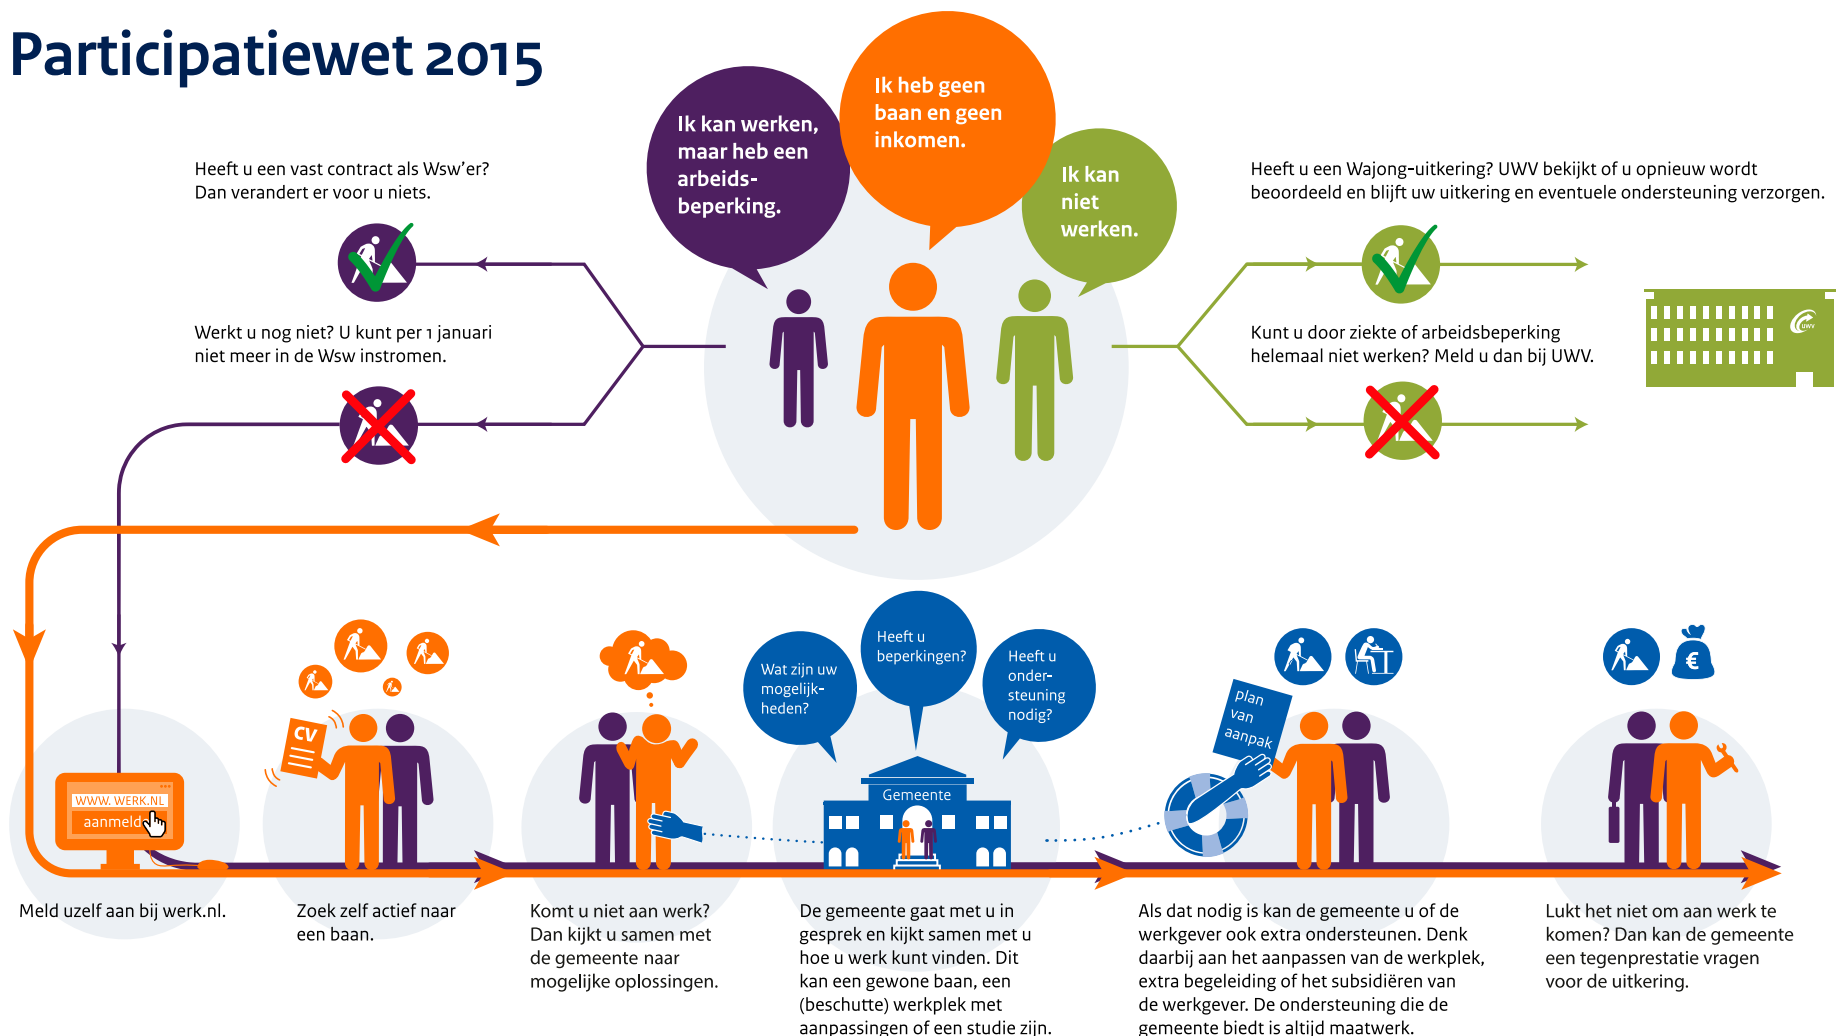 Participatiewet 2015
Ik kan werken,
maar heb een
arbeids-
beperking.
Ik heb geen
baan en geen
inkomen.
Ik kan
niet
werken.
Heeft u een vast contract als Wsw’er?
Dan verandert er voor u niets.
Werkt u nog niet? U kunt per 1 januari
niet meer in de Wsw instromen.
Heeft u een Wajong-uitkering? UWV bekijkt of u opnieuw wordt
beoordeeld en blijft uw uitkering en eventuele ondersteuning verzorgen.
Kunt u door ziekte of arbeidsbeperking
helemaal niet werken? Meld u dan bij UWV.
UWV
WWW. WERK.NL
aanmeld
CV
Wat zijn uw
mogelijk-
heden?
Heeft u
beperkingen?
Heeft u
onder-
steuning
nodig?
Gemeente
plan
van
aanpak
€
Meld uzelf aan bij werk.nl.
Zoek zelf actief naar
een baan.
Komt u niet aan werk?
Dan kijkt u samen met
de gemeente naar
mogelijke oplossingen.
De gemeente gaat met u in
gesprek en kijkt samen met u
hoe u werk kunt vinden. Dit
kan een gewone baan, een
(beschutte) werkplek met
aanpassingen of een studie zijn.
Als dat nodig is kan de gemeente u of de
werkgever ook extra ondersteunen. Denk
daarbij aan het aanpassen van de werkplek,
extra begeleiding of het subsidiëren van
de werkgever. De ondersteuning die de
gemeente biedt is altijd maatwerk.
Lukt het niet om aan werk te
komen? Dan kan de gemeente
een tegenprestatie vragen
voor de uitkering.